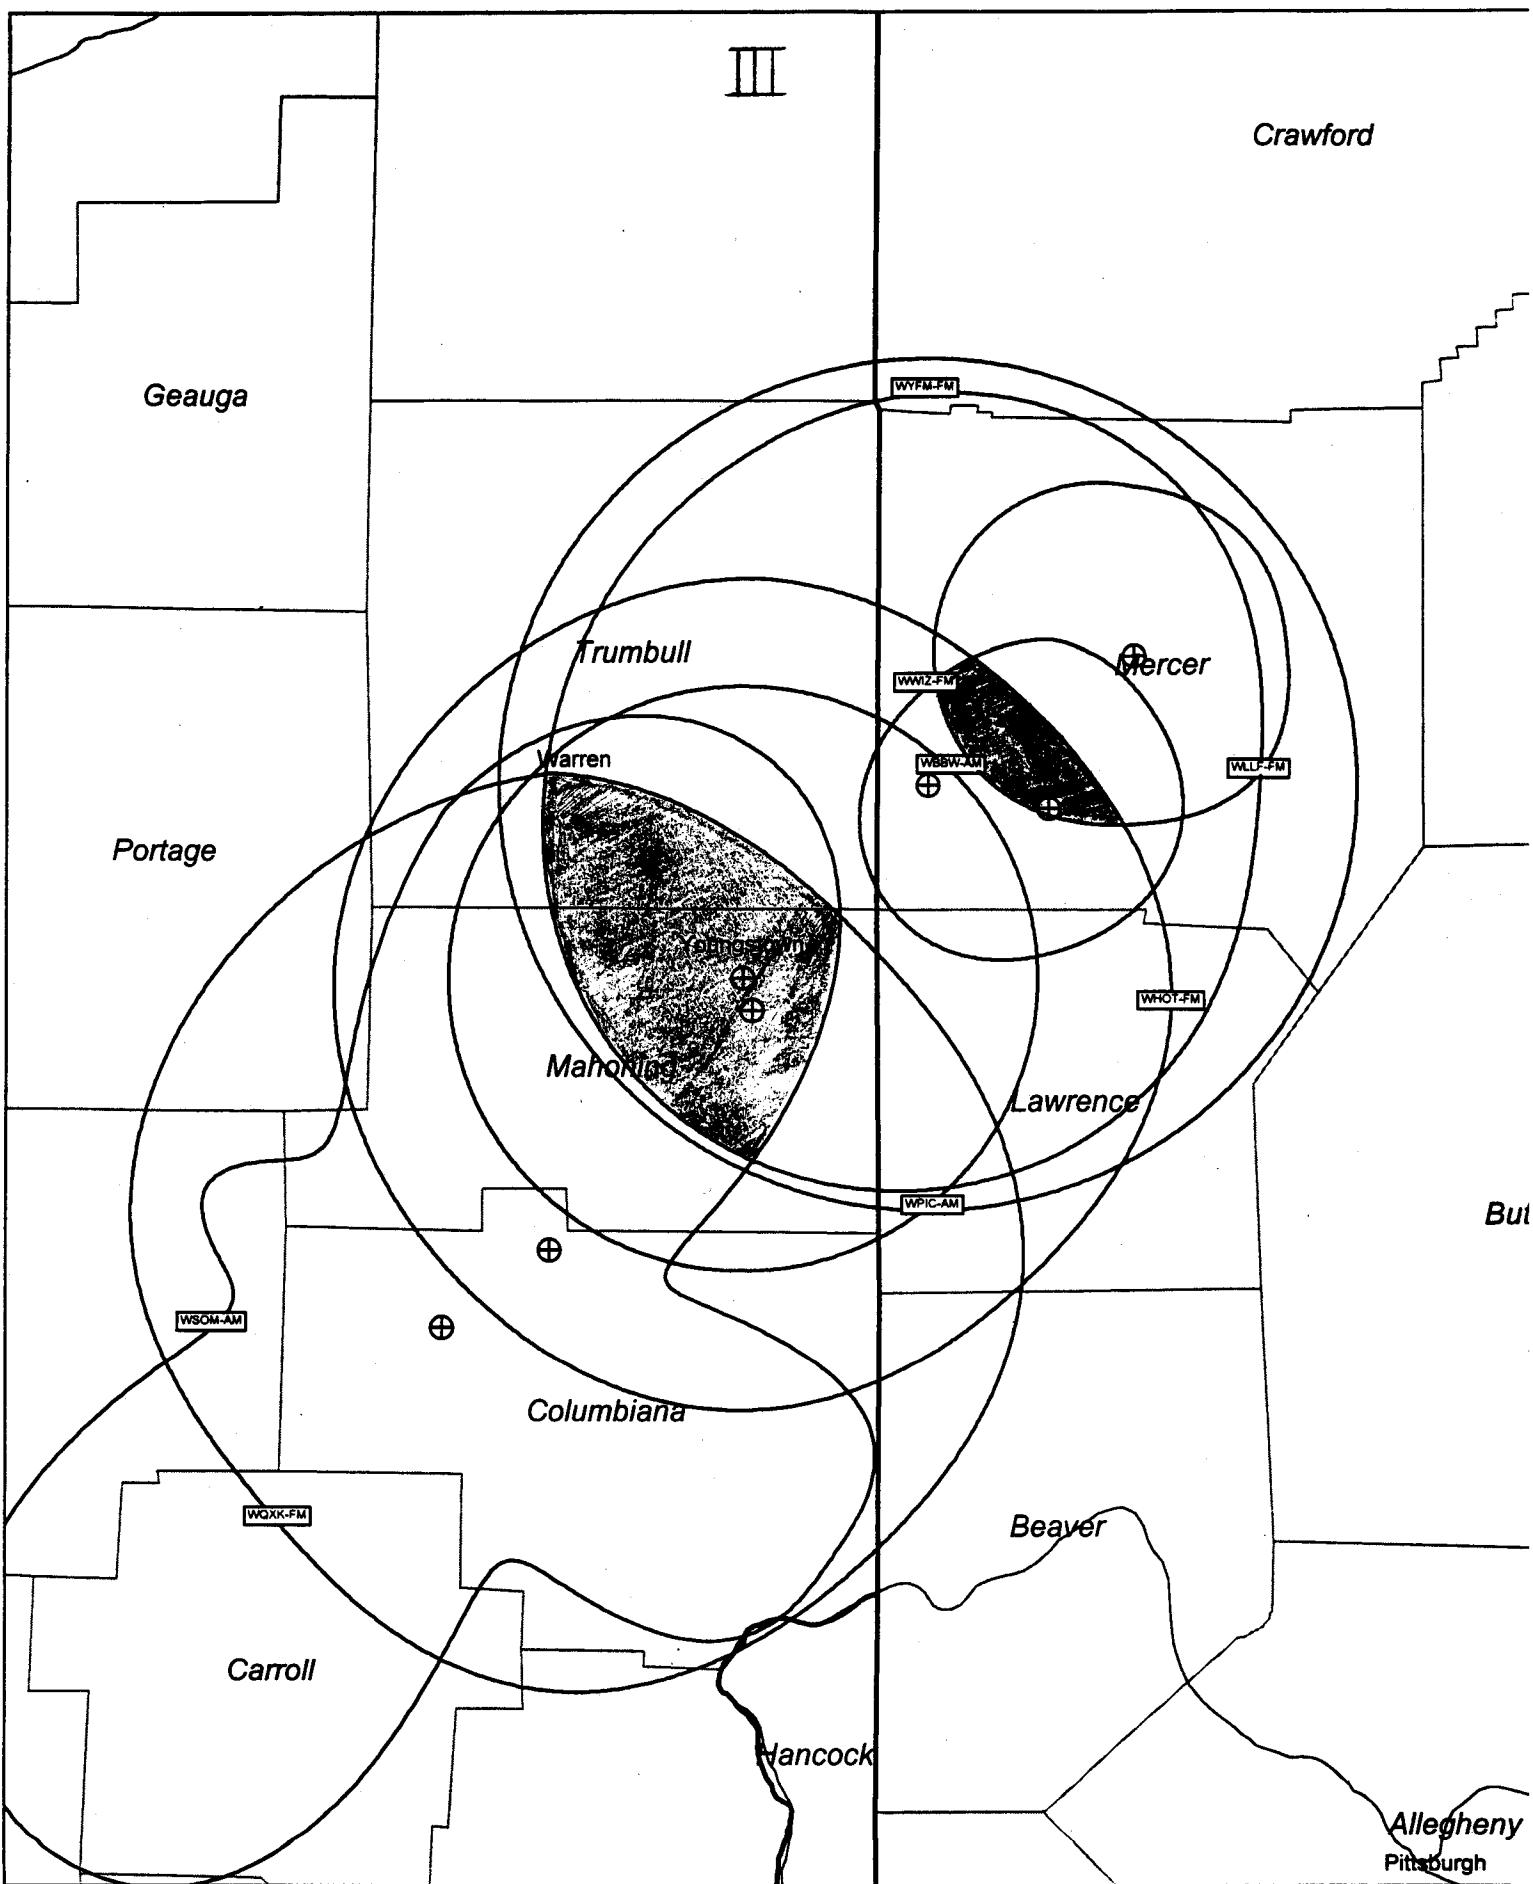 III
Crawford
WYFM-FM
Geauga
Trumbull
Mercer
WWIZ-FM
Warren
WBBW-AM
WLLF-FM
Portage
Youngstown
WHOT-FM
Mahoning
Lawrence
WPIC-AM
But
WSOM-AM
Columbiana
WQXK-FM
Beaver
Carroll
Hancock
Allegheny
Pittsburgh